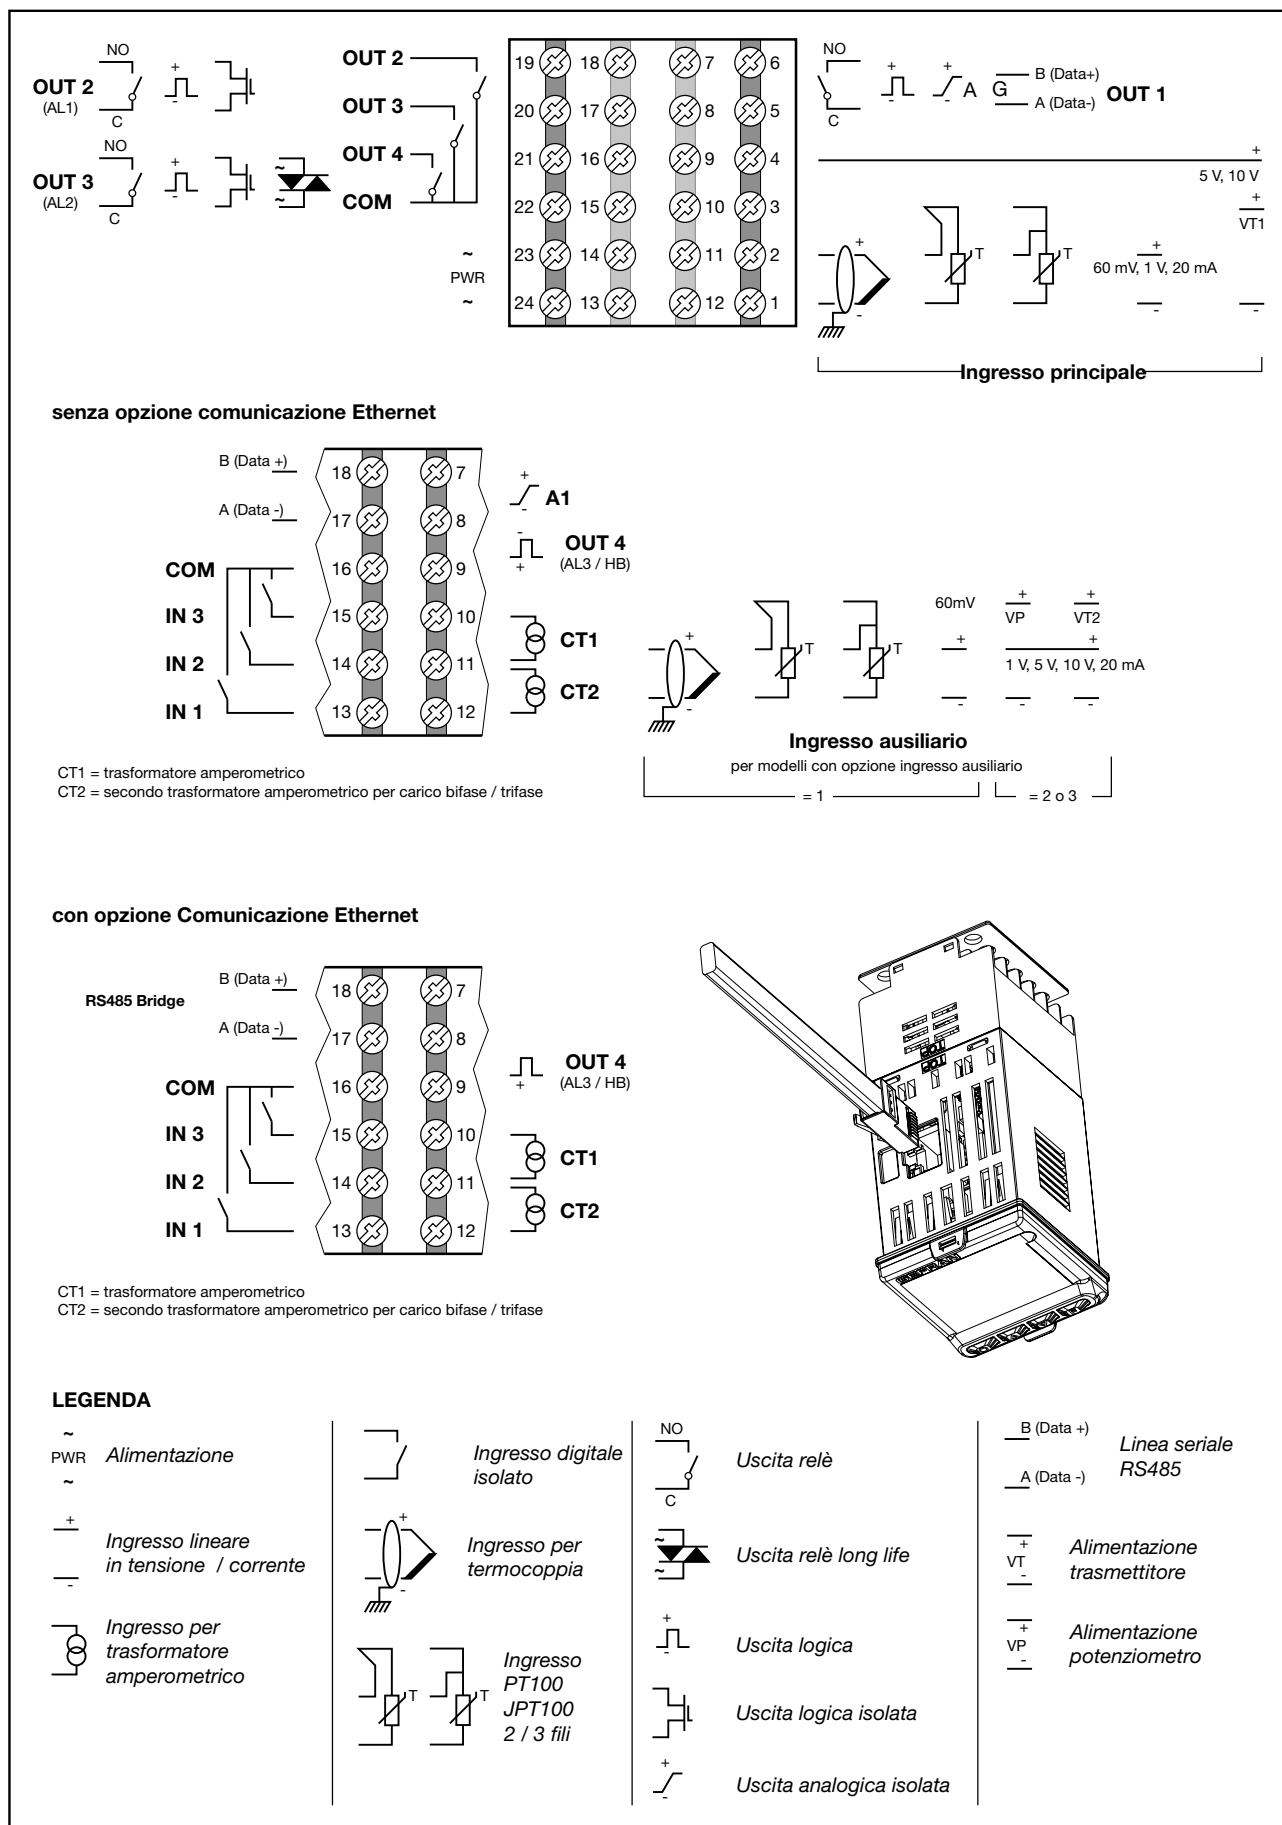 NO
OUT 2
(AL1)
C
+
-
NO
OUT 3
(AL2)
C
+
-
~
~
OUT 2
OUT 3
OUT 4
COM
~
PWR
~
19 18 7 6
20 17 8 5
21 16 9 4
22 15 10 3
23 14 11 2
24 13 12 1
NO
C
+
-
+
-
A
G
B (Data+)
A (Data-)
OUT 1
+
5 V, 10 V
+
VT1
+
-
T
T
+
60 mV, 1 V, 20 mA
-
-
Ingresso principale
senza opzione comunicazione Ethernet
B (Data +)
A (Data -)
COM
IN 3
IN 2
IN 1
18 7
17 8
16 9
15 10
14 11
13 12
+
-
A1
-
+
OUT 4
(AL3 / HB)
CT1
CT2
+
-
T
T
60mV
+
-
+
VP
+
VT2
+
1 V, 5 V, 10 V, 20 mA
-
-
Ingresso ausiliario
per modelli con opzione ingresso ausiliario
= 1
= 2 o 3
CT1 = trasformatore amperometrico
CT2 = secondo trasformatore amperometrico per carico bifase / trifase
con opzione Comunicazione Ethernet
RS485 Bridge
B (Data +)
A (Data -)
COM
IN 3
IN 2
IN 1
18 7
17 8
16 9
15 10
14 11
13 12
+
OUT 4
(AL3 / HB)
CT1
CT2
CT1 = trasformatore amperometrico
CT2 = secondo trasformatore amperometrico per carico bifase / trifase
LEGENDA
~
PWR
~
Alimentazione
+
-
Ingresso lineare
in tensione / corrente
Ingresso per
trasformatore
amperometrico
Ingresso digitale
isolato
+
-
Ingresso per
termocoppia
T
T
Ingresso
PT100
JPT100
2 / 3 fili
NO
C
Uscita relè
~
~
Uscita relè long life
+
-
Uscita logica
Uscita logica isolata
+
-
Uscita analogica isolata
B (Data +)
A (Data -)
Linea seriale
RS485
+
VT
-
Alimentazione
trasmettitore
+
VP
-
Alimentazione
potenziometro